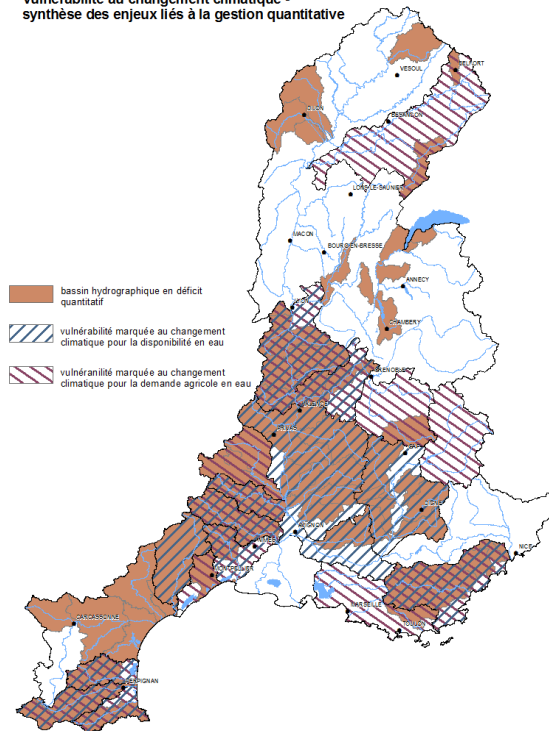 Vulnérabilité au changement climatique -
synthèse des enjeux liés à la gestion quantitative
VESOUL
BELFORT
DIJON
BESANCON
LONS-LE-SAUNIER
MACON
BOURG-EN-BRESSE
ANNECY
bassin hydrographique en déficit
quantitatif
LYON
CHAMBERY
vulnérabilité marquée au changement
climatique pour la disponibilité en eau
vulnéranilité marquée au changement
climatique pour la demande agricole en eau
GRENOBLE
VALENCE
PRIVAS
GAP
DIGNE
AVIGNON
NIMES
NICE
MONTPELLIER
MARSEILLE
CARCASSONNE
TOULON
PERPIGNAN